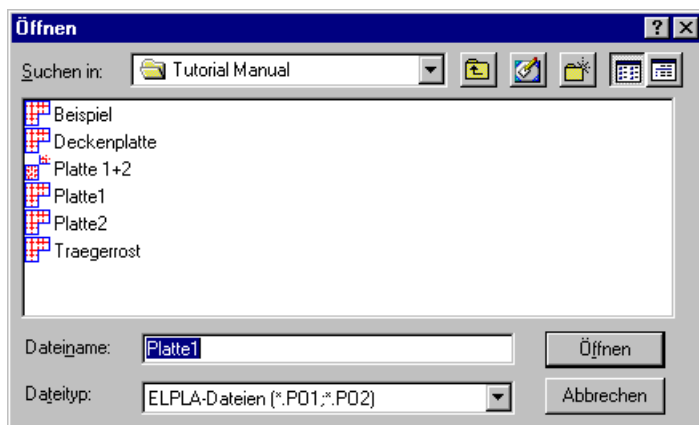 Öffnen
Suchen in: Tutorial Manual
Beispiel
Deckenplatte
Platte 1+2
Platte1
Platte2
Traegerrost
Dateiname: Platte1 Öffnen
Dateityp: ELPLA-Dateien (*.PO1;*.PO2) Abbrechen